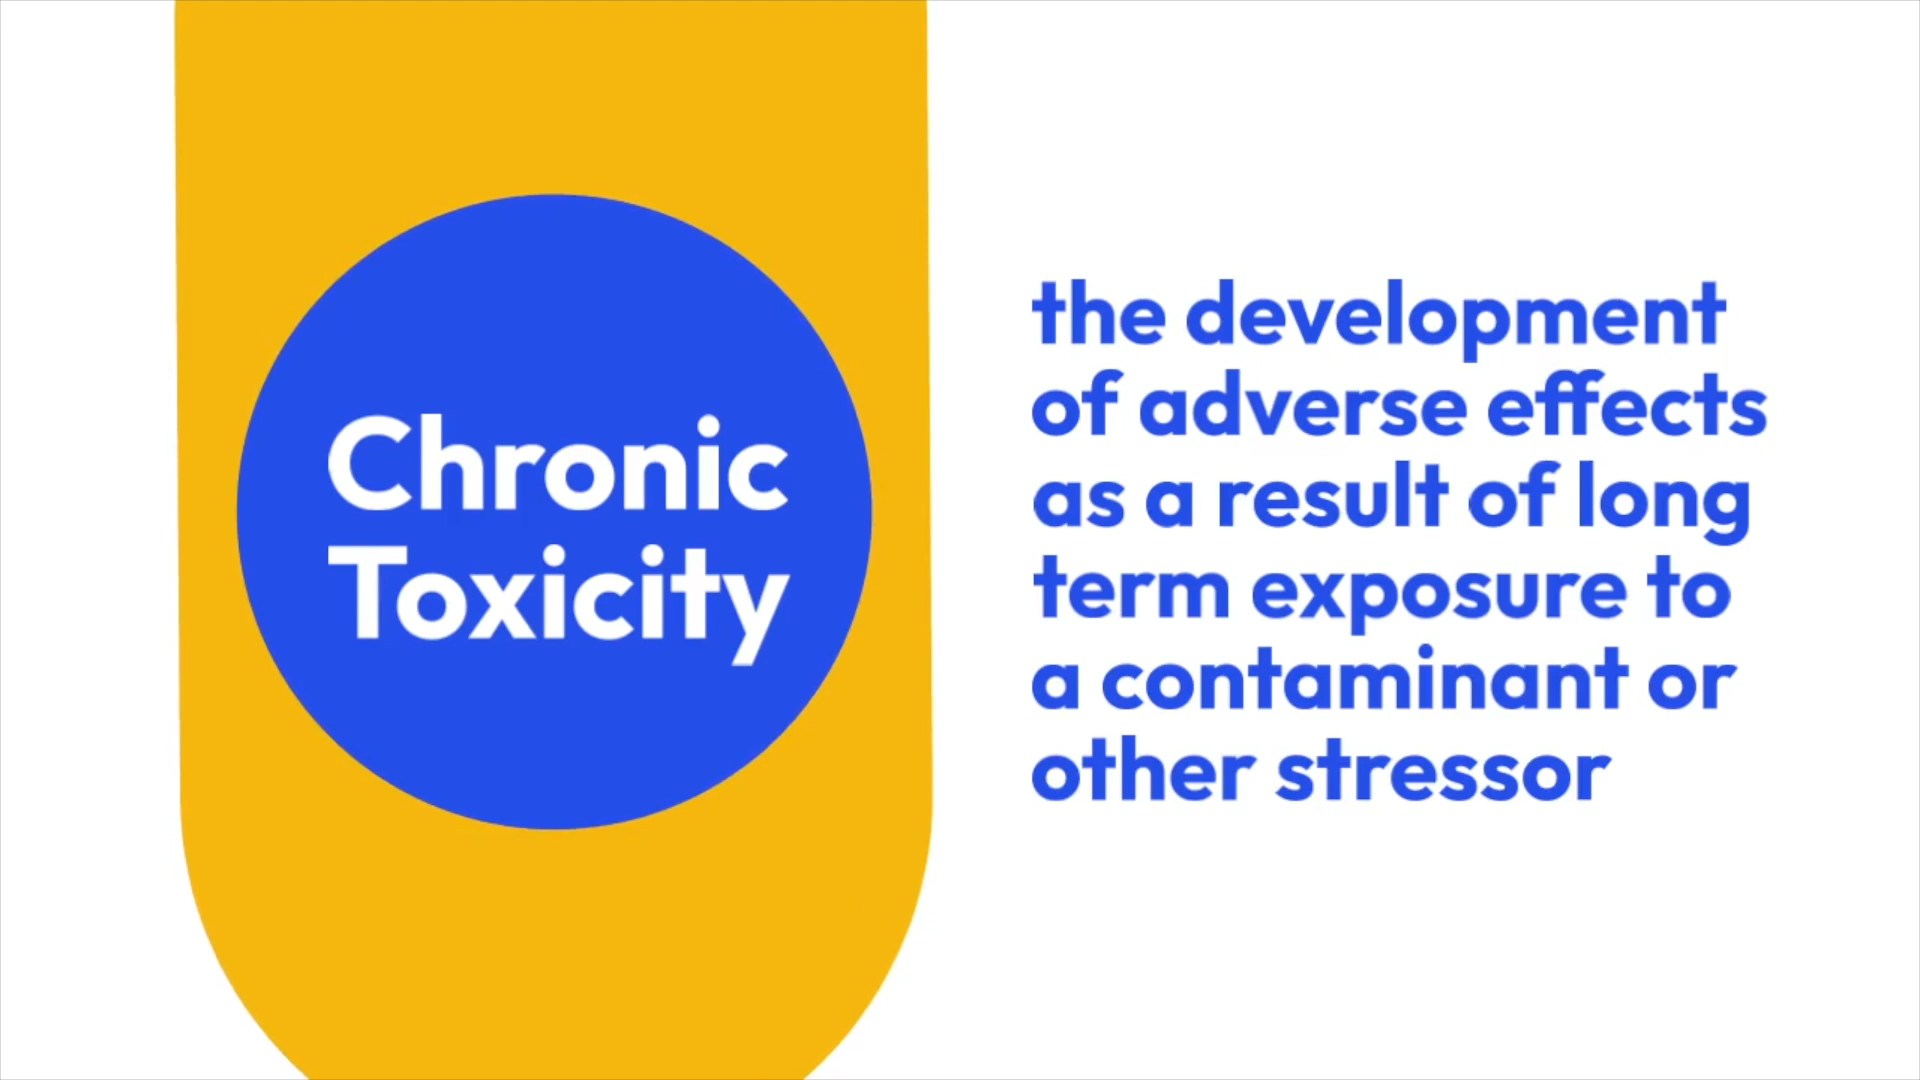 Chronic
Toxicity
the development
of adverse effects
as a result of long
term exposure to
a contaminant or
other stressor